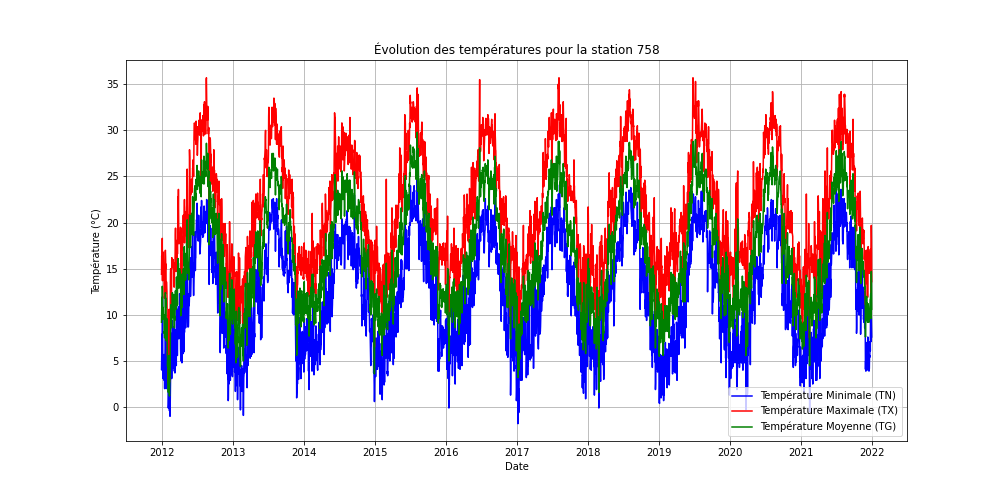 Évolution des températures pour la station 758
Température (°C)
35
30
25
20
15
10
5
0
2012 2013 2014 2015 2016 2017 2018 2019 2020 2021 2022
Date
Température Minimale (TN)
Température Maximale (TX)
Température Moyenne (TG)